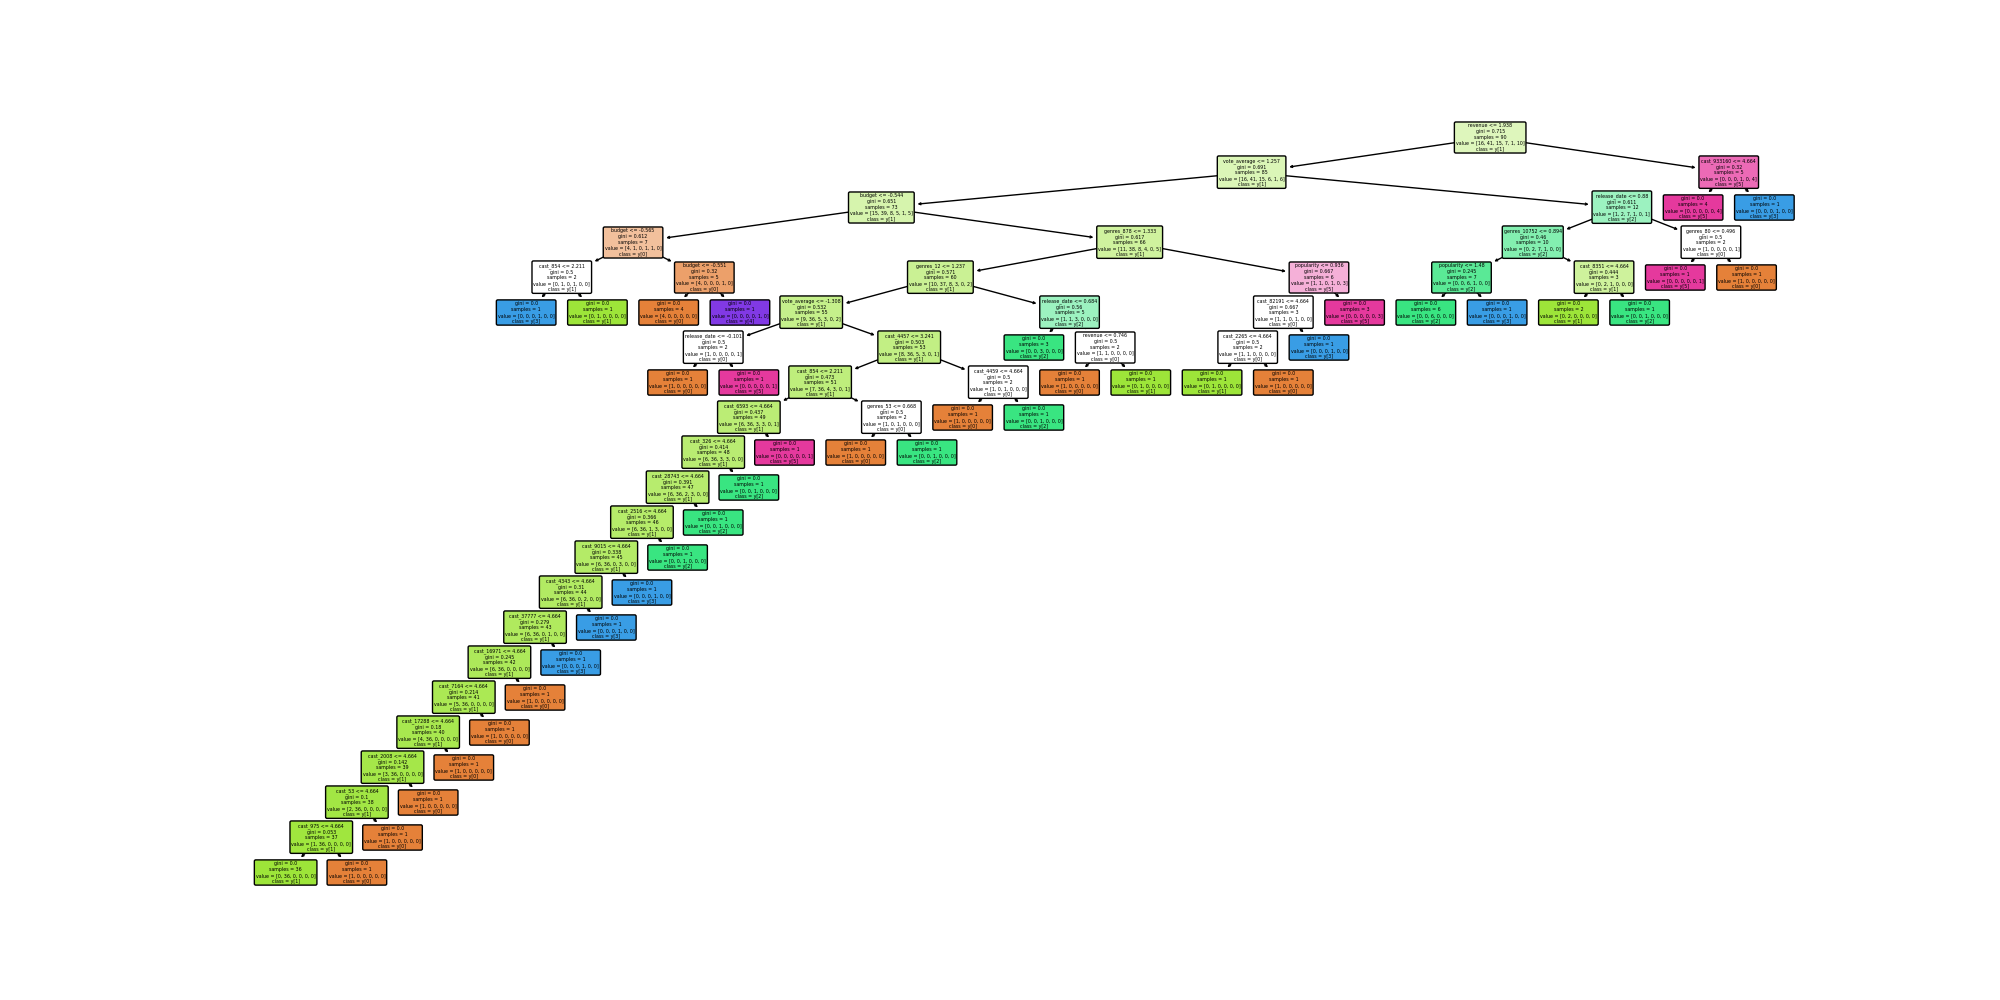 revenue <= 1.938
gini = 0.715
samples = 90
value = [16, 41, 15, 7, 1, 10]
class = y[1]
vote_average <= 1.257
gini = 0.691
samples = 85
value = [16, 41, 15, 6, 1, 6]
class = y[1]
cast_933160 <= 4.664
gini = 0.32
samples = 5
value = [0, 0, 0, 1, 0, 4]
class = y[5]
budget <= -0.544
gini = 0.651
samples = 73
value = [15, 39, 8, 5, 1, 5]
class = y[1]
release_date <= 0.88
gini = 0.611
samples = 12
value = [1, 2, 7, 1, 0, 1]
class = y[2]
gini = 0.0
samples = 4
value = [0, 0, 0, 0, 0, 4]
class = y[5]
gini = 0.0
samples = 1
value = [0, 0, 0, 1, 0, 0]
class = y[3]
budget <= -0.565
gini = 0.612
samples = 7
value = [4, 1, 0, 1, 1, 0]
class = y[0]
genres_878 <= 1.333
gini = 0.617
samples = 66
value = [11, 38, 8, 4, 0, 5]
class = y[1]
genres_10752 <= 0.894
gini = 0.46
samples = 10
value = [0, 2, 7, 1, 0, 0]
class = y[2]
genres_80 <= 0.496
gini = 0.5
samples = 2
value = [1, 0, 0, 0, 0, 1]
class = y[0]
cast_854 <= 2.211
gini = 0.5
samples = 2
value = [0, 1, 0, 1, 0, 0]
class = y[1]
budget <= -0.551
gini = 0.32
samples = 5
value = [4, 0, 0, 0, 1, 0]
class = y[0]
genres_12 <= 1.237
gini = 0.571
samples = 60
value = [10, 37, 8, 3, 0, 2]
class = y[1]
popularity <= 0.936
gini = 0.667
samples = 6
value = [1, 1, 0, 1, 0, 3]
class = y[5]
popularity <= 1.48
gini = 0.245
samples = 7
value = [0, 0, 6, 1, 0, 0]
class = y[2]
cast_8351 <= 4.664
gini = 0.444
samples = 3
value = [0, 2, 1, 0, 0, 0]
class = y[1]
gini = 0.0
samples = 1
value = [0, 0, 0, 0, 0, 1]
class = y[5]
gini = 0.0
samples = 1
value = [1, 0, 0, 0, 0, 0]
class = y[0]
gini = 0.0
samples = 1
value = [0, 0, 0, 1, 0, 0]
class = y[3]
gini = 0.0
samples = 1
value = [0, 1, 0, 0, 0, 0]
class = y[1]
gini = 0.0
samples = 4
value = [4, 0, 0, 0, 0, 0]
class = y[0]
gini = 0.0
samples = 1
value = [0, 0, 0, 0, 1, 0]
class = y[4]
vote_average <= -1.308
gini = 0.532
samples = 55
value = [9, 36, 5, 3, 0, 2]
class = y[1]
release_date <= 0.684
gini = 0.56
samples = 5
value = [1, 1, 3, 0, 0, 0]
class = y[2]
cast_82191 <= 4.664
gini = 0.667
samples = 3
value = [1, 1, 0, 1, 0, 0]
class = y[0]
gini = 0.0
samples = 3
value = [0, 0, 0, 0, 0, 3]
class = y[5]
gini = 0.0
samples = 6
value = [0, 0, 6, 0, 0, 0]
class = y[2]
gini = 0.0
samples = 1
value = [0, 0, 0, 1, 0, 0]
class = y[3]
gini = 0.0
samples = 2
value = [0, 2, 0, 0, 0, 0]
class = y[1]
gini = 0.0
samples = 1
value = [0, 0, 1, 0, 0, 0]
class = y[2]
release_date <= -0.101
gini = 0.5
samples = 2
value = [1, 0, 0, 0, 0, 1]
class = y[0]
cast_4457 <= 3.241
gini = 0.503
samples = 53
value = [8, 36, 5, 3, 0, 1]
class = y[1]
gini = 0.0
samples = 3
value = [0, 0, 3, 0, 0, 0]
class = y[2]
revenue <= 0.746
gini = 0.5
samples = 2
value = [1, 1, 0, 0, 0, 0]
class = y[0]
cast_2265 <= 4.664
gini = 0.5
samples = 2
value = [1, 1, 0, 0, 0, 0]
class = y[0]
gini = 0.0
samples = 1
value = [0, 0, 0, 1, 0, 0]
class = y[3]
gini = 0.0
samples = 1
value = [1, 0, 0, 0, 0, 0]
class = y[0]
gini = 0.0
samples = 1
value = [0, 0, 0, 0, 0, 1]
class = y[5]
cast_854 <= 2.211
gini = 0.473
samples = 51
value = [7, 36, 4, 3, 0, 1]
class = y[1]
cast_4459 <= 4.664
gini = 0.5
samples = 2
value = [1, 0, 1, 0, 0, 0]
class = y[0]
gini = 0.0
samples = 1
value = [1, 0, 0, 0, 0, 0]
class = y[0]
gini = 0.0
samples = 1
value = [0, 1, 0, 0, 0, 0]
class = y[1]
gini = 0.0
samples = 1
value = [0, 1, 0, 0, 0, 0]
class = y[1]
gini = 0.0
samples = 1
value = [1, 0, 0, 0, 0, 0]
class = y[0]
cast_6593 <= 4.664
gini = 0.437
samples = 49
value = [6, 36, 3, 3, 0, 1]
class = y[1]
genres_53 <= 0.668
gini = 0.5
samples = 2
value = [1, 0, 1, 0, 0, 0]
class = y[0]
gini = 0.0
samples = 1
value = [1, 0, 0, 0, 0, 0]
class = y[0]
gini = 0.0
samples = 1
value = [0, 0, 1, 0, 0, 0]
class = y[2]
cast_326 <= 4.664
gini = 0.414
samples = 48
value = [6, 36, 3, 3, 0, 0]
class = y[1]
gini = 0.0
samples = 1
value = [0, 0, 0, 0, 0, 1]
class = y[5]
gini = 0.0
samples = 1
value = [1, 0, 0, 0, 0, 0]
class = y[0]
gini = 0.0
samples = 1
value = [0, 0, 1, 0, 0, 0]
class = y[2]
cast_28743 <= 4.664
gini = 0.391
samples = 47
value = [6, 36, 2, 3, 0, 0]
class = y[1]
gini = 0.0
samples = 1
value = [0, 0, 1, 0, 0, 0]
class = y[2]
cast_2516 <= 4.664
gini = 0.366
samples = 46
value = [6, 36, 1, 3, 0, 0]
class = y[1]
gini = 0.0
samples = 1
value = [0, 0, 1, 0, 0, 0]
class = y[2]
cast_9015 <= 4.664
gini = 0.338
samples = 45
value = [6, 36, 0, 3, 0, 0]
class = y[1]
gini = 0.0
samples = 1
value = [0, 0, 1, 0, 0, 0]
class = y[2]
cast_4343 <= 4.664
gini = 0.31
samples = 44
value = [6, 36, 0, 2, 0, 0]
class = y[1]
gini = 0.0
samples = 1
value = [0, 0, 0, 1, 0, 0]
class = y[3]
cast_37777 <= 4.664
gini = 0.279
samples = 43
value = [6, 36, 0, 1, 0, 0]
class = y[1]
gini = 0.0
samples = 1
value = [0, 0, 0, 1, 0, 0]
class = y[3]
cast_16971 <= 4.664
gini = 0.245
samples = 42
value = [6, 36, 0, 0, 0, 0]
class = y[1]
gini = 0.0
samples = 1
value = [0, 0, 0, 1, 0, 0]
class = y[3]
cast_7164 <= 4.664
gini = 0.214
samples = 41
value = [5, 36, 0, 0, 0, 0]
class = y[1]
gini = 0.0
samples = 1
value = [1, 0, 0, 0, 0, 0]
class = y[0]
cast_17288 <= 4.664
gini = 0.18
samples = 40
value = [4, 36, 0, 0, 0, 0]
class = y[1]
gini = 0.0
samples = 1
value = [1, 0, 0, 0, 0, 0]
class = y[0]
cast_2008 <= 4.664
gini = 0.142
samples = 39
value = [3, 36, 0, 0, 0, 0]
class = y[1]
gini = 0.0
samples = 1
value = [1, 0, 0, 0, 0, 0]
class = y[0]
cast_53 <= 4.664
gini = 0.1
samples = 38
value = [2, 36, 0, 0, 0, 0]
class = y[1]
gini = 0.0
samples = 1
value = [1, 0, 0, 0, 0, 0]
class = y[0]
cast_975 <= 4.664
gini = 0.053
samples = 37
value = [1, 36, 0, 0, 0, 0]
class = y[1]
gini = 0.0
samples = 1
value = [1, 0, 0, 0, 0, 0]
class = y[0]
gini = 0.0
samples = 36
value = [0, 36, 0, 0, 0, 0]
class = y[1]
gini = 0.0
samples = 1
value = [1, 0, 0, 0, 0, 0]
class = y[0]